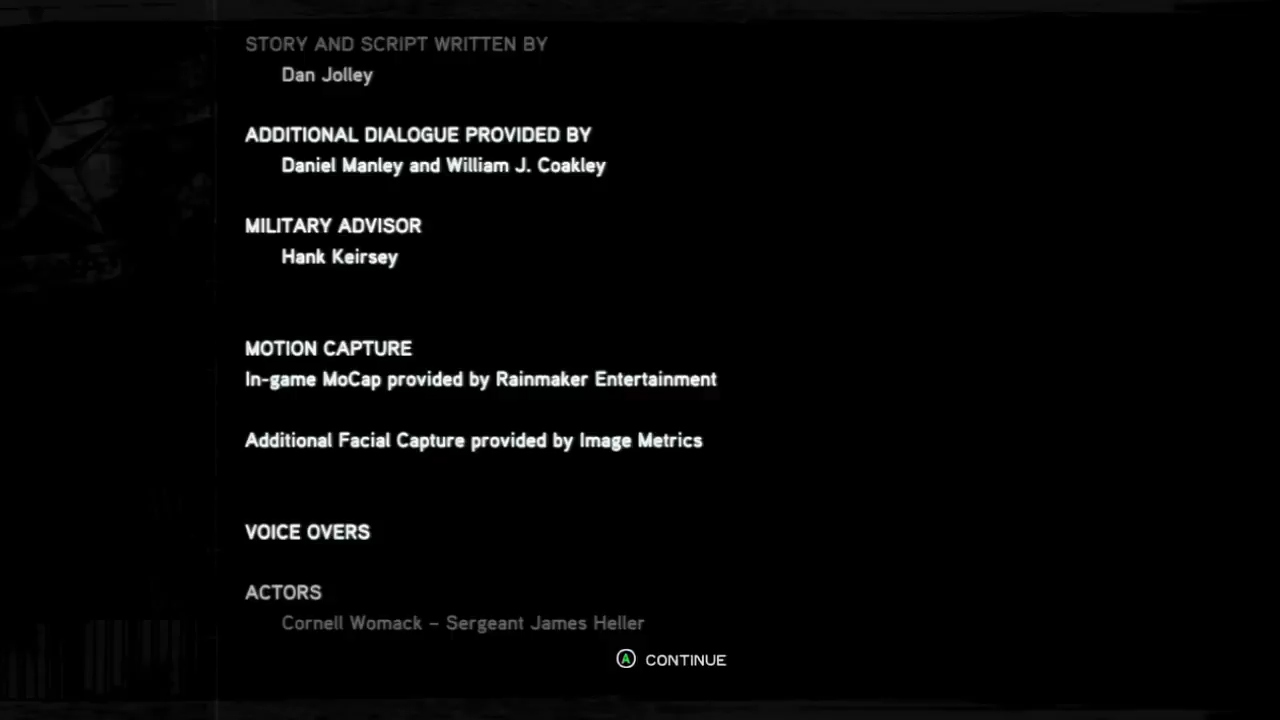 STORY AND SCRIPT WRITTEN BY
Dan Jolley
ADDITIONAL DIALOGUE PROVIDED BY
Daniel Manley and William J. Coakley
MILITARY ADVISOR
Hank Keirsey
MOTION CAPTURE
In-game MoCap provided by Rainmaker Entertainment
Additional Facial Capture provided by Image Metrics
VOICE OVERS
ACTORS
Cornell Womack – Sergeant James Heller
A CONTINUE